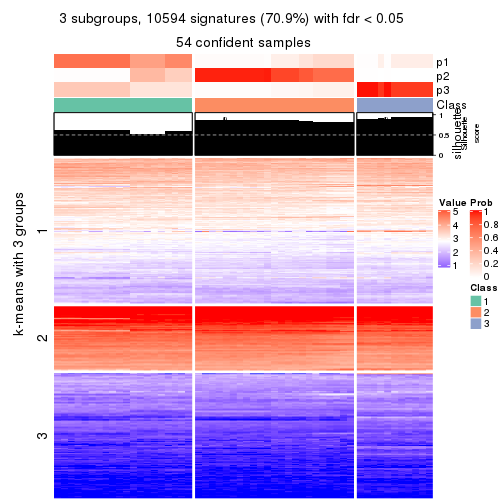 3 subgroups, 10594 signatures (70.9%) with fdr < 0.05
54 confident samples
p1
p2
p3
Class
1
0.5
0
silhouette
Silhouette
score
k-means with 3 groups
1
2
3
Value
5
4
3
2
1
Prob
1
0.8
0.6
0.4
0.2
0
Class
1
2
3